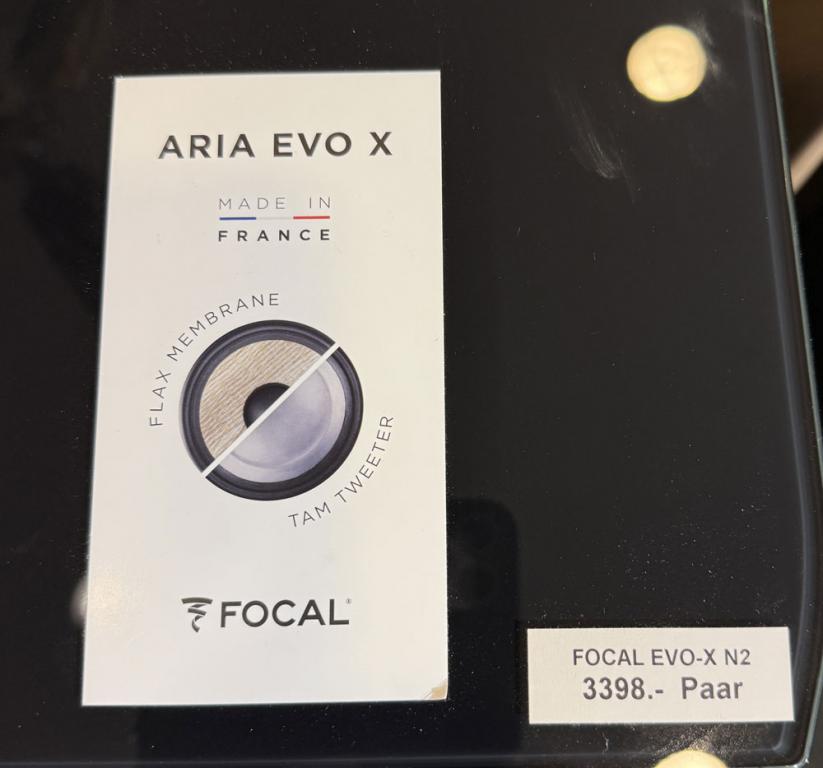 ARIA EVO X
MADE IN
FRANCE
FLAX MEMBRANE
TAM TWEETER
FOCAL®
FOCAL EVO-X N2
3398.- Paar